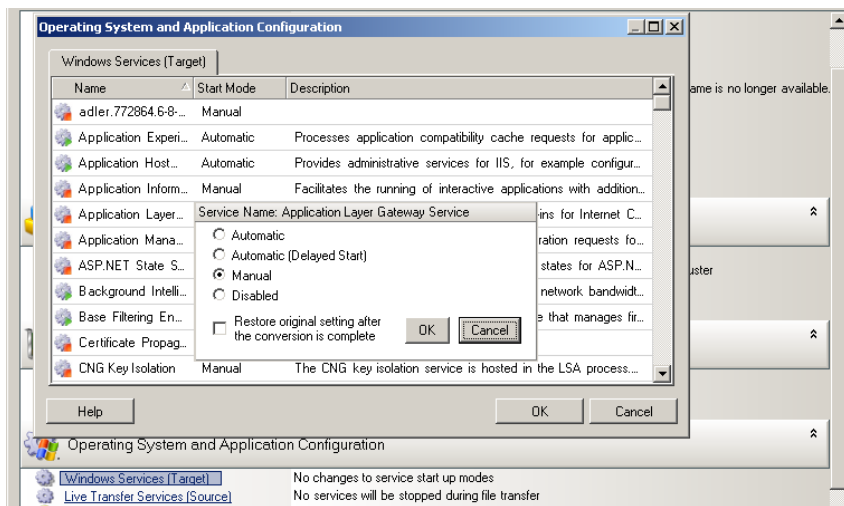 Operating System and Application Configuration
Windows Services (Target)
Name Start Mode Description
adler.772864.6-8-... Manual
Application Experi... Automatic Processes application compatibility cache requests for applic...
Application Host... Automatic Provides administrative services for IIS, for example configur...
Application Inform... Manual Facilitates the running of interactive applications with addition...
Application Layer... -ins for Internet C...
Application Mana... ration requests fo...
ASP.NET State S... states for ASP.N...
Background Intelli... network bandwidt...
Base Filtering En... e that manages fir...
Certificate Propag...
CNG Key Isolation Manual The CNG key isolation service is hosted in the LSA process....
Service Name: Application Layer Gateway Service
Automatic
Automatic (Delayed Start)
Manual
Disabled
Restore original setting after
the conversion is complete
OK Cancel
Help OK Cancel
ame is no longer available.
uster
Operating System and Application Configuration
Windows Services (Target) No changes to service start up modes
Live Transfer Services (Source) No services will be stopped during file transfer